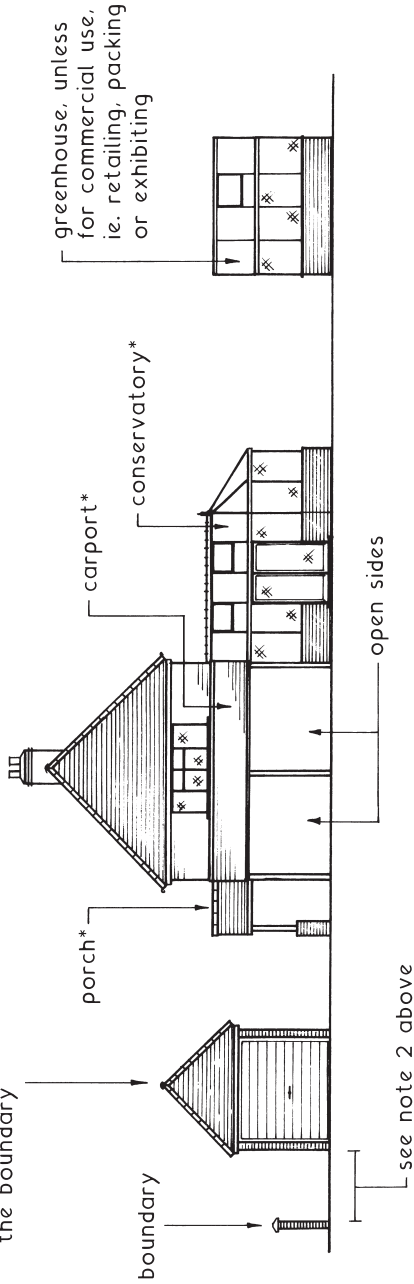 the boundary
boundary
see note 2 above
porch*
carport*
conservatory*
open sides
greenhouse, unless
for commercial use,
ie. retailing, packing
or exhibiting